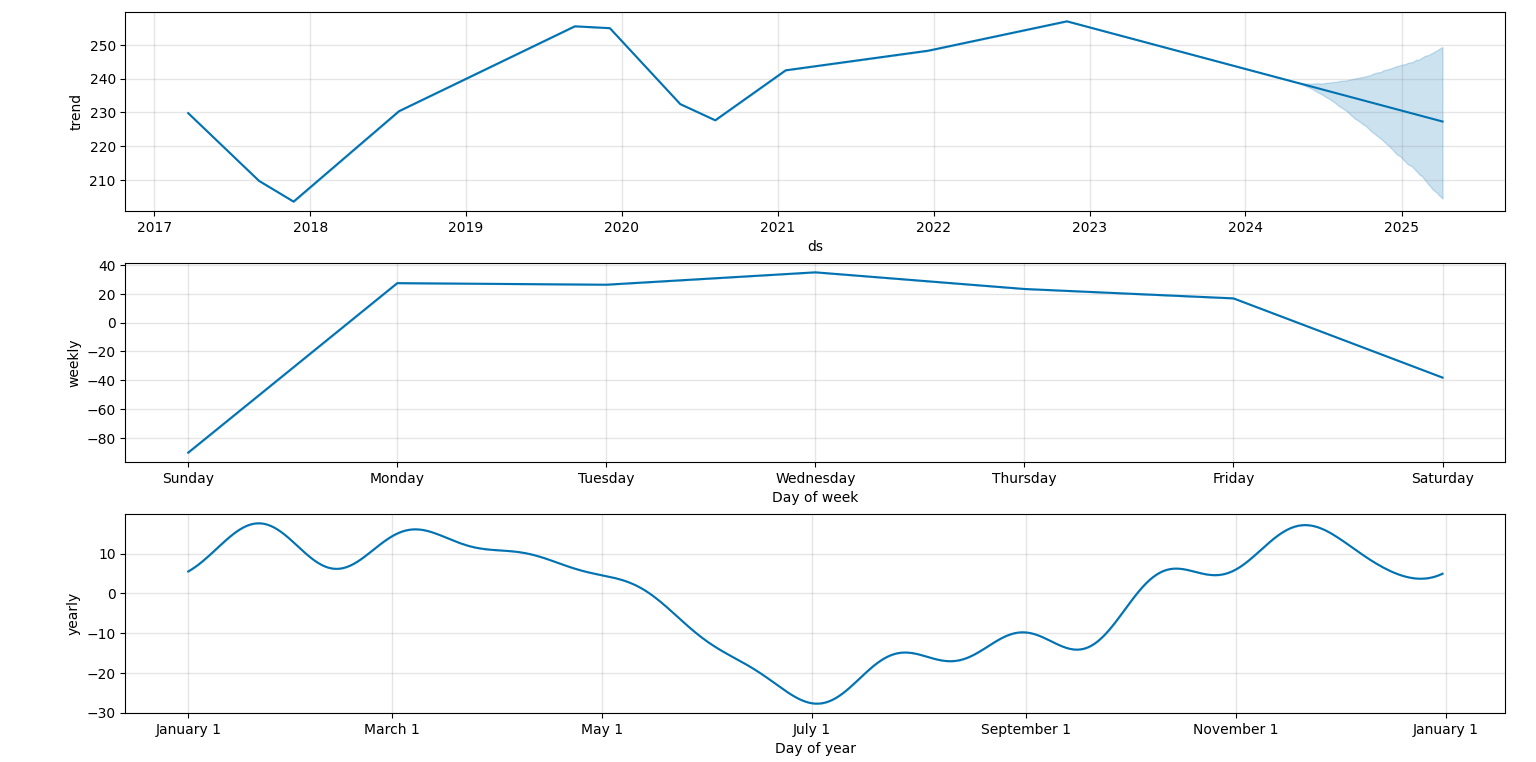 250
240
230
220
210
trend
2017 2018 2019 2020 2021 2022 2023 2024 2025
ds
40
20
0
−20
−40
−60
−80
weekly
Sunday Monday Tuesday Wednesday Thursday Friday Saturday
Day of week
10
0
−10
−20
−30
yearly
January 1 March 1 May 1 July 1 September 1 November 1 January 1
Day of year